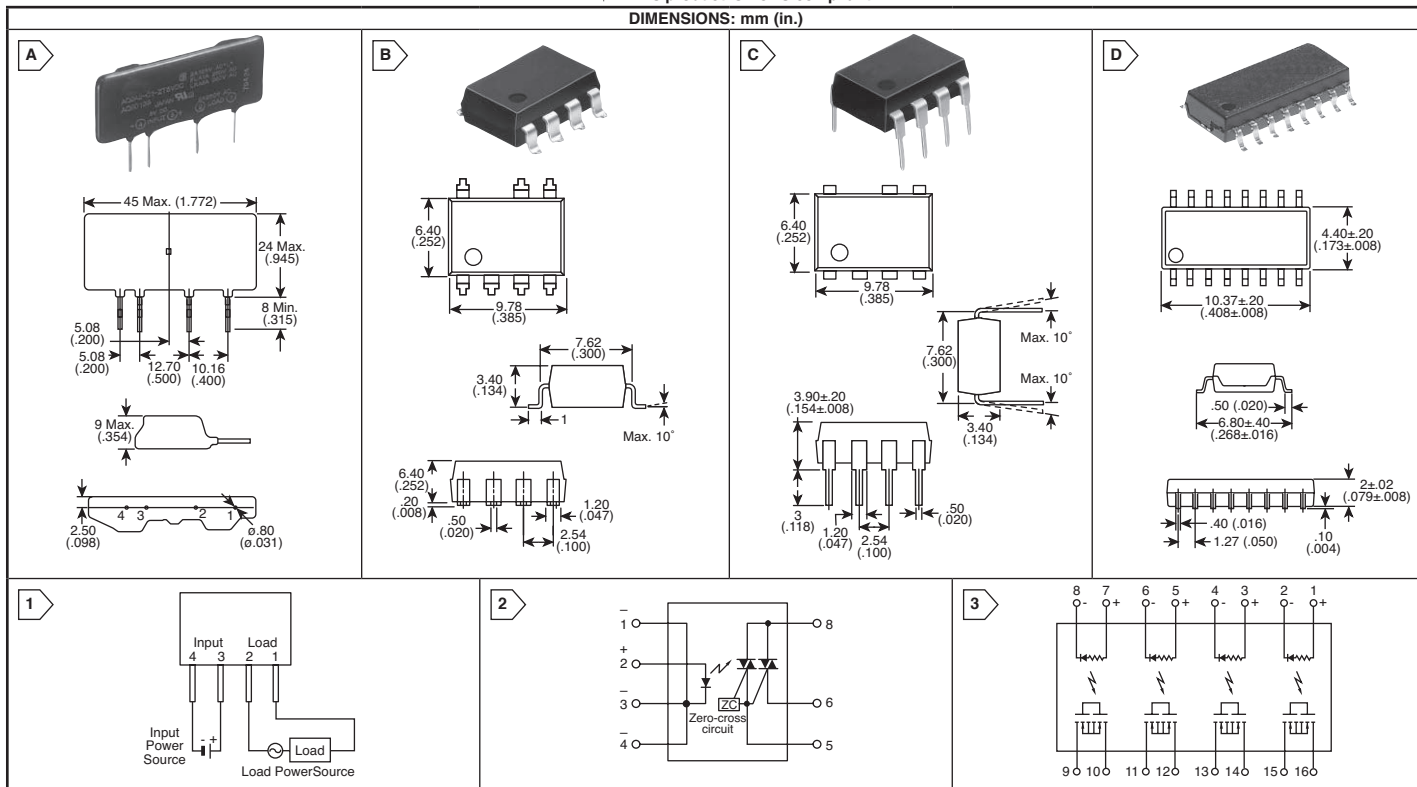 DIMENSIONS: mm (in.)
A
45 Max. (1.772)
24 Max.
(.945)
8 Min.
(.315)
5.08
(.200)
5.08
(.200)
12.70
(.500)
10.16
(.400)
9 Max.
(.354)
4 3 2 1
2.50
(.098)
ø.80
(ø.031)
B
6.40
(.252)
9.78
(.385)
7.62
(.300)
3.40
(.134)
1
Max. 10˚
6.40
(.252)
.20
(.008)
.50
(.020)
1.20
(.047)
2.54
(.100)
C
6.40
(.252)
9.78
(.385)
Max. 10˚
7.62
(.300)
Max. 10˚
3.40
(.134)
3.90±.20
(.154±.008)
3
(.118)
1.20
(.047)
2.54
(.100)
.50
(.020)
D
4.40±.20
(.173±.008)
10.37±.20
(.408±.008)
.50 (.020)
6.80±.40
(.268±.016)
2±.02
(.079±.008)
.40 (.016)
1.27 (.050)
.10
(.004)
1
Input Load
4 3 2 1
Input
Power
Source
- +
Load
Load PowerSource
2
–
1
+
2
–
3
–
4
8
ZC
Zero-cross
circuit
6
5
3
8 7 6 5 4 3 2 1
- + - + - + - +
9 10 11 12 13 14 15 16